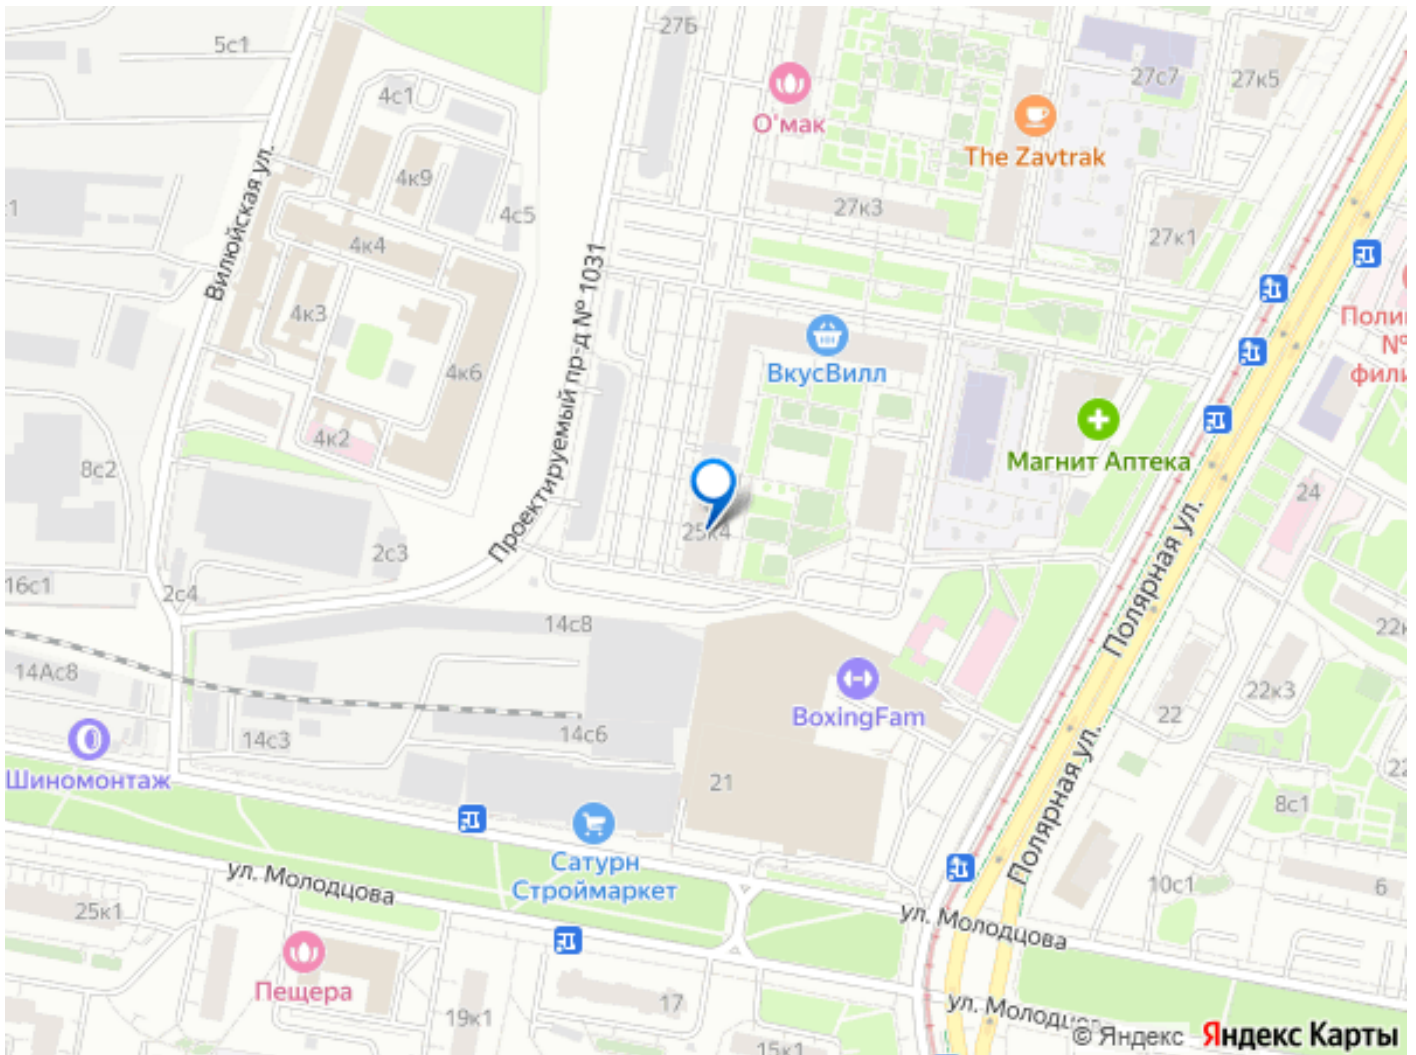 5с1
27Б
27с7
27к5
4с1
О'мак
The Zavtrak
4к9
4с5
27к3
27к1
4к4
Вилюйская ул.
Проектируемый пр-д № 1031
4к3
4к6
ВкусВилл
4к2
Магнит Аптека
8с2
24
25к4
2с3
16с1
2с4
14с8
Полярная ул.
14Ас8
22к3
BoxingFam
22
14с3
14с6
Шиномонтаж
21
8с1
Полярная ул.
Сатурн
Строймаркет
ул. Молодцова
10с1
6
25к1
ул. Молодцова
Пещера
17
19к1
ул. Молодцова
15к1
© Яндекс
Яндекс Карты